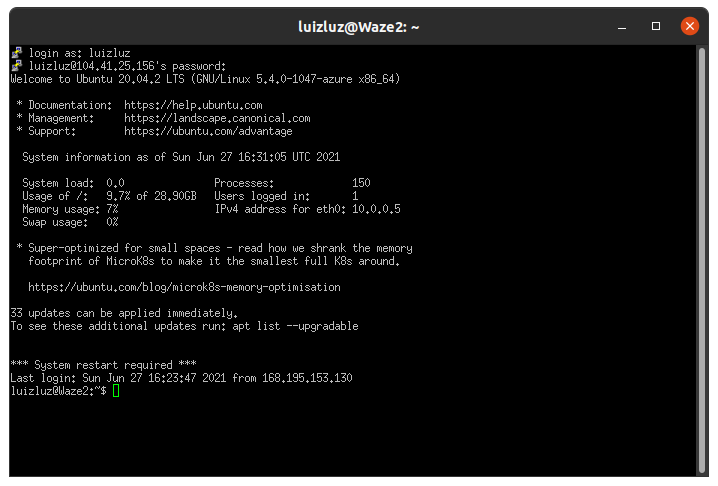 luizluz@Waze2: ~
login as: luizluz
luizluz@104.41.25.156's password:
Welcome to Ubuntu 20.04.2 LTS (GNU/Linux 5.4.0-1047-azure x86_64)
* Documentation:  https://help.ubuntu.com
* Management:     https://landscape.canonical.com
* Support:        https://ubuntu.com/advantage
System information as of Sun Jun 27 16:31:05 UTC 2021
System load:  0.0               Processes:             150
Usage of /:   9.7% of 28.90GB   Users logged in:       1
Memory usage: 7%                IPv4 address for eth0: 10.0.0.5
Swap usage:   0%
* Super-optimized for small spaces - read how we shrank the memory
footprint of MicroK8s to make it the smallest full K8s around.
https://ubuntu.com/blog/microk8s-memory-optimisation
33 updates can be applied immediately.
To see these additional updates run: apt list --upgradable
*** System restart required ***
Last login: Sun Jun 27 16:23:47 2021 from 168.195.153.130
luizluz@Waze2:~$